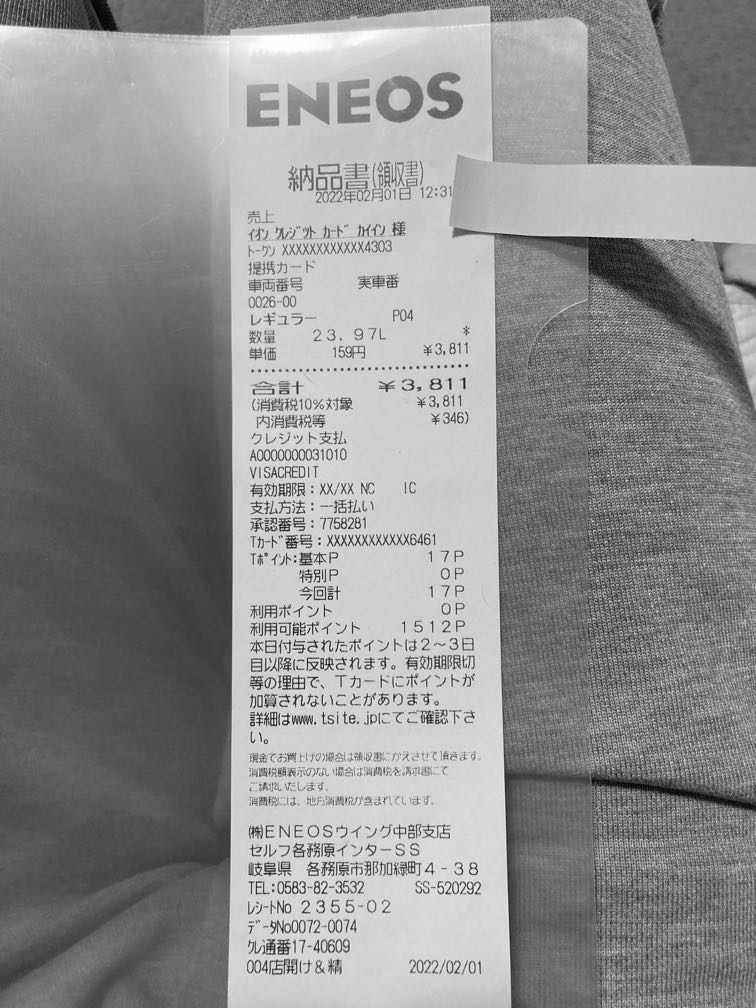 ENEOS
納品書(領収書)
2022年02月01日 12:31
売上
イオン クレジット カード カイイン 様
トークン XXXXXXXXXXXX4303
提携カード
車両番号 実車番
0026-00
レギュラー P04
数量 23.97L *
単価 159円 ¥3,811
合計 ¥3,811
(消費税10%対象 ¥3,811
内消費税等 ¥346)
クレジット支払
A0000000031010
VISACREDIT
有効期限:XX/XX NC IC
支払方法:一括払い
承認番号:7758281
Tカード番号:XXXXXXXXXXXX6461
Tポイント:基本P 17P
特別P 0P
今回計 17P
利用ポイント 0P
利用可能ポイント 1512P
本日付与されたポイントは2~3日
目以降に反映されます。有効期限切
等の理由で、Tカードにポイントが
加算されないことがあります。
詳細はwww.tsite.jpにてご確認下さ
い。
現金でお買上げの場合は領収書にかえさせて頂きます。
消費税額表示のない場合は消費税を請求書にて
ご請求いたします。
消費税には、地方消費税が含まれています。
㈱ENEOSウイング中部支店
セルフ各務原インターSS
岐阜県 各務原市那加緑町4-38
TEL:0583-82-3532 SS-520292
レシートNo 2355-02
データNo0072-0074
クレ通番17-40609
004店開け&精 2022/02/01